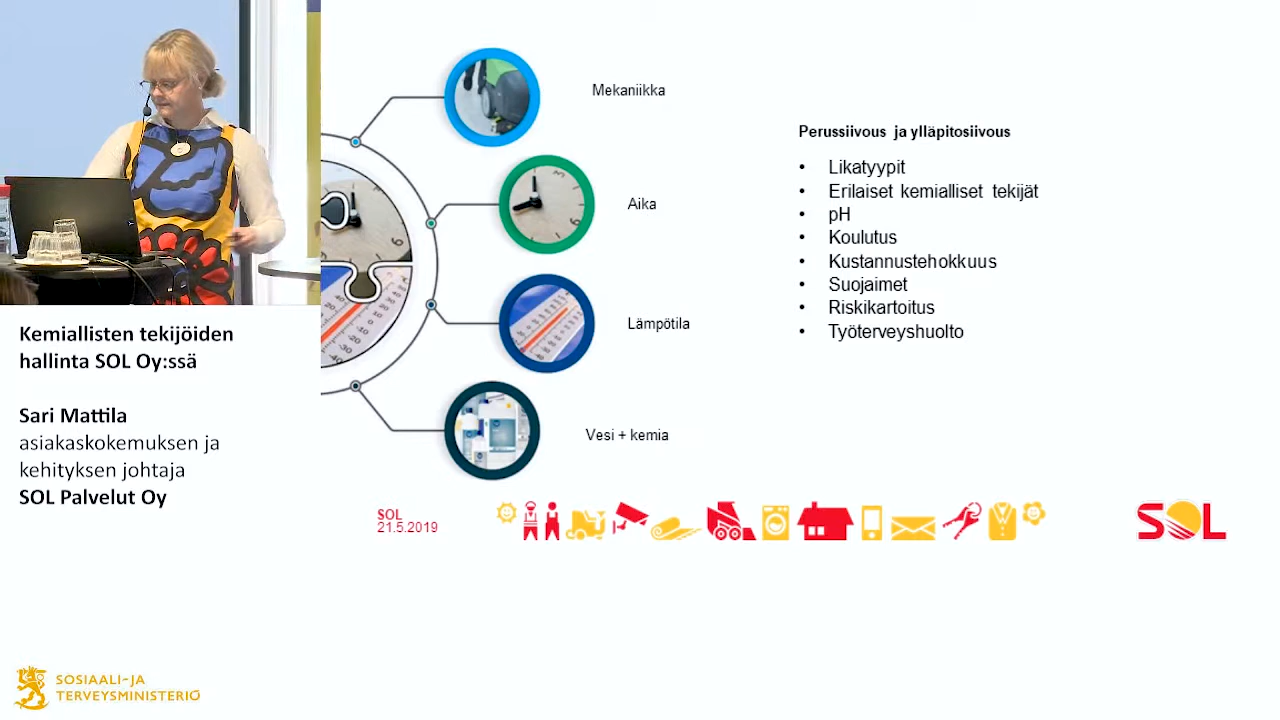 Kemiallisten tekijöiden
hallinta SOL Oy:ssä
Sari Mattila
asiakaskokemuksen ja
kehityksen johtaja
SOL Palvelut Oy
SOSIAALI- JA
TERVEYSMINISTERIÖ
Mekaniikka
Aika
Lämpötila
Vesi + kemia
Perussiivous ja ylläpitosiivous
• Likatyypit
• Erilaiset kemialliset tekijät
• pH
• Koulutus
• Kustannustehokkuus
• Suojaimet
• Riskikartoitus
• Työterveyshuolto
SOL
21.5.2019
SOL